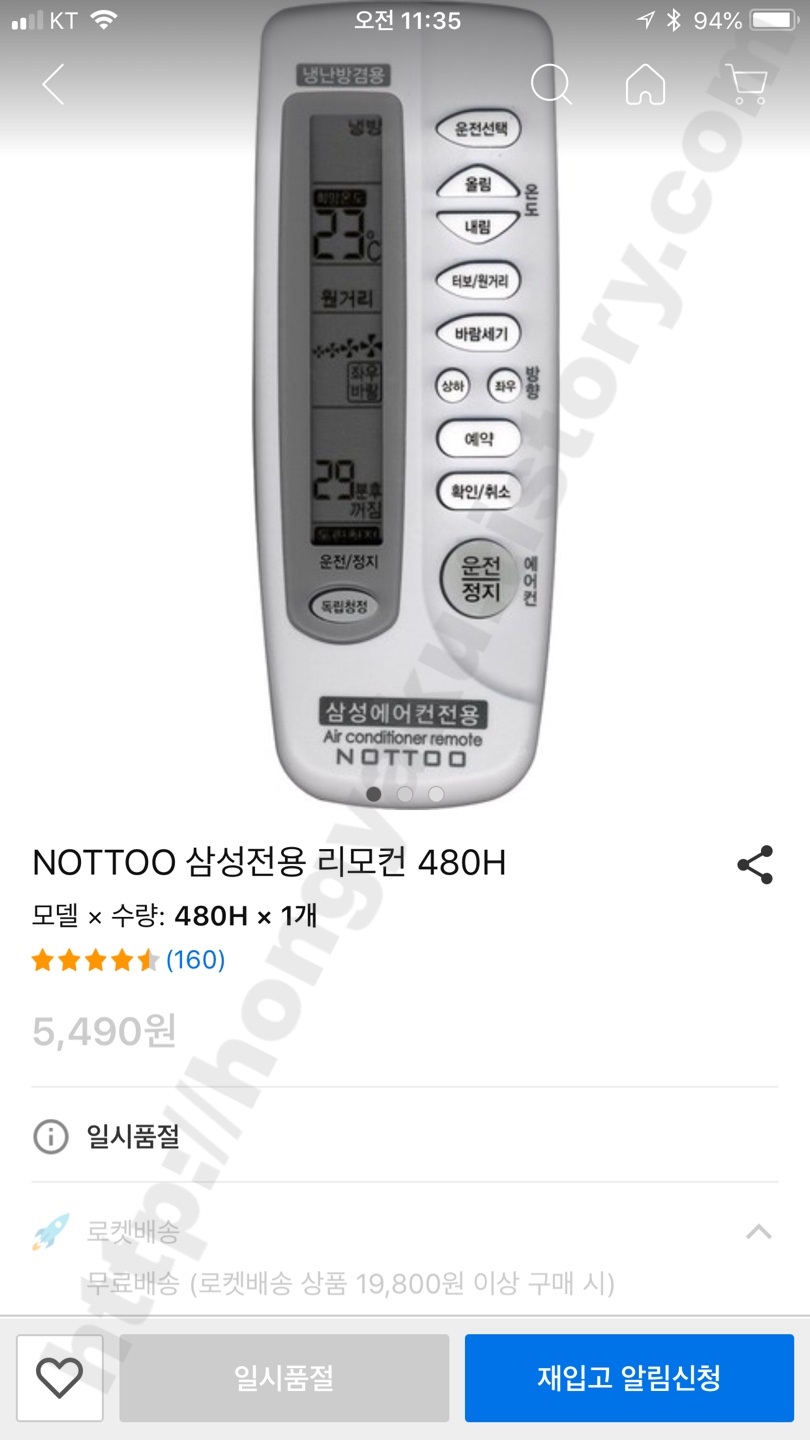 KT 오전 11:35 94%
냉난방겸용
냉방
희망온도
23℃
원거리
좌우
바람
29분후
꺼짐
운전/정지
독립청정
운전선택
올림
온도
내림
터보/원거리
바람세기
상하 좌우 방향
예약
확인/취소
운전
정지
에어컨
삼성에어컨전용
Air conditioner remote
NOTTOO
NOTTOO 삼성전용 리모컨 480H
모델 × 수량: 480H × 1개
(160)
5,490원
일시품절
로켓배송
무료배송 (로켓배송 상품 19,800원 이상 구매 시)
일시품절 재입고 알림신청